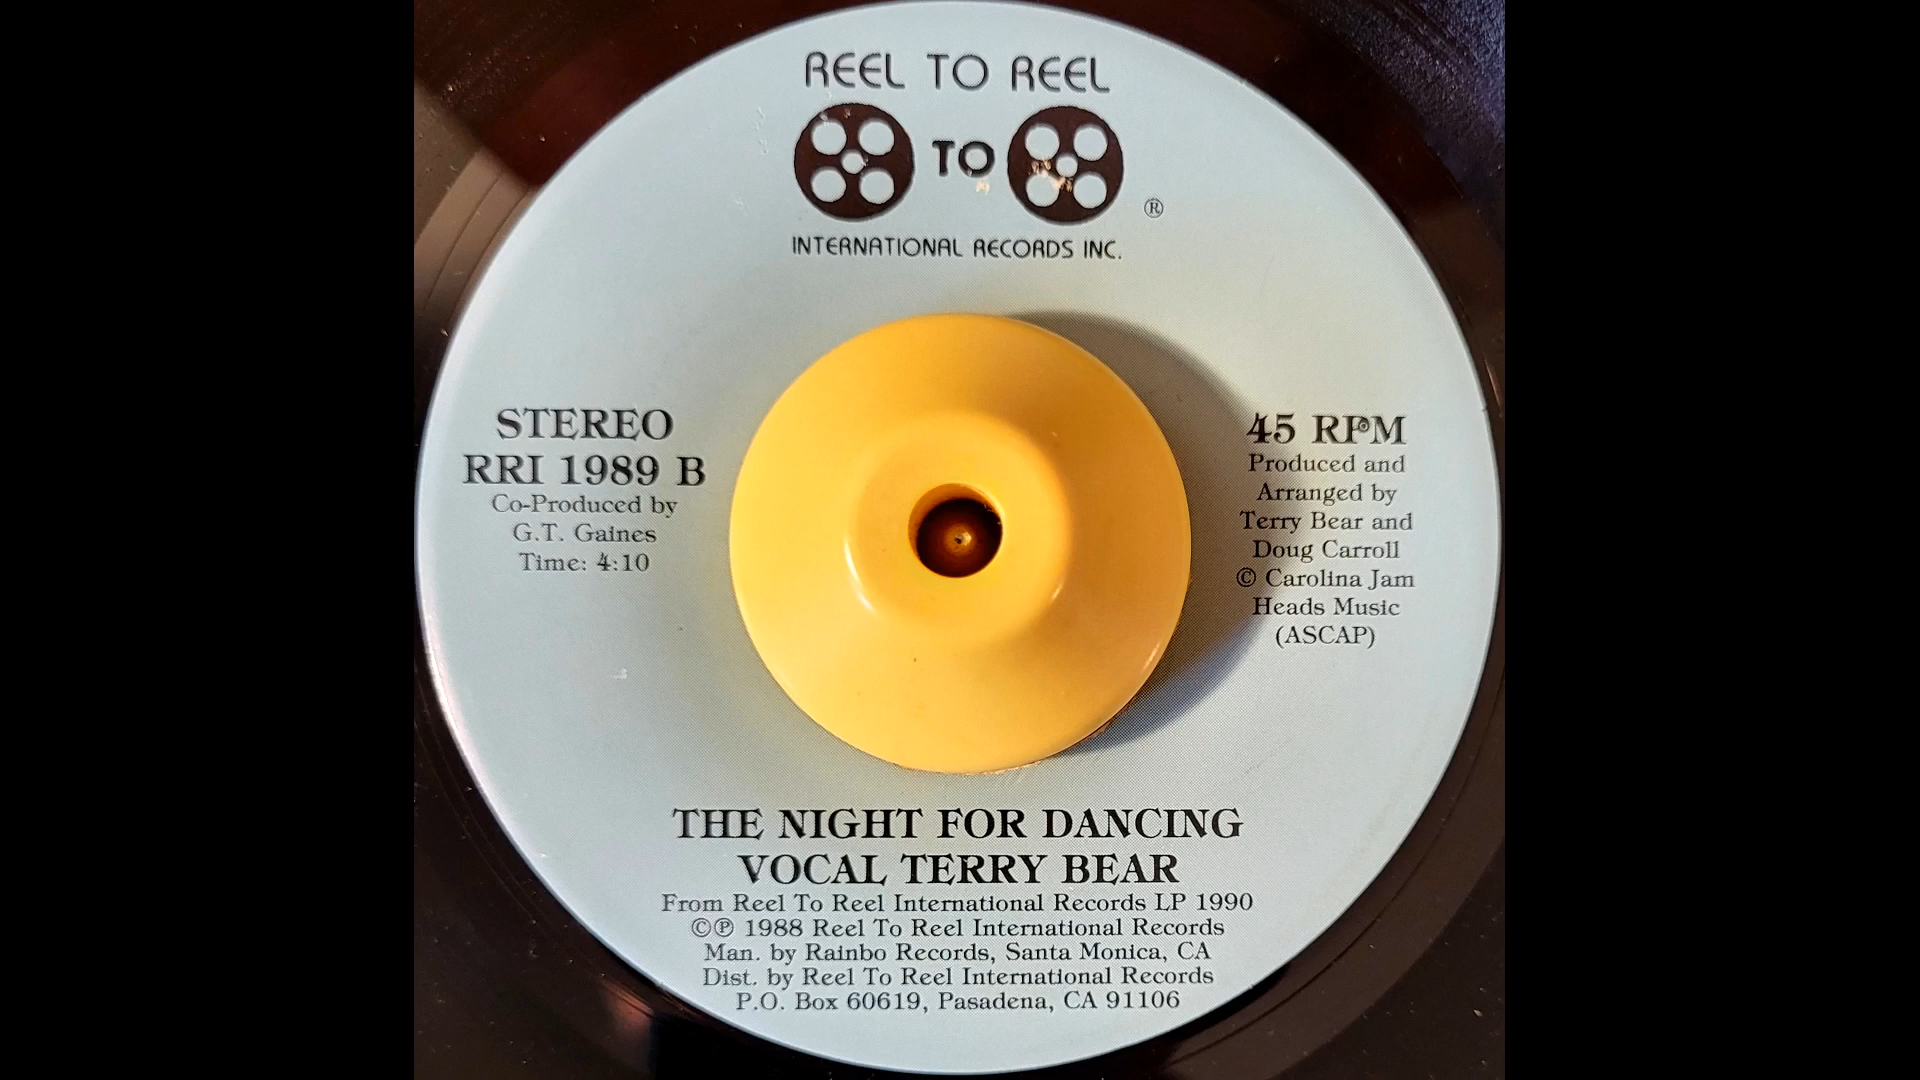 REEL TO REEL
TO
®
INTERNATIONAL RECORDS INC.
STEREO
RRI 1989 B
Co-Produced by
G.T. Gaines
Time: 4:10
45 RPM
Produced and
Arranged by
Terry Bear and
Doug Carroll
© Carolina Jam
Heads Music
(ASCAP)
THE NIGHT FOR DANCING
VOCAL TERRY BEAR
From Reel To Reel International Records LP 1990
©℗ 1988 Reel To Reel International Records
Man. by Rainbo Records, Santa Monica, CA
Dist. by Reel To Reel International Records
P.O. Box 60619, Pasadena, CA 91106